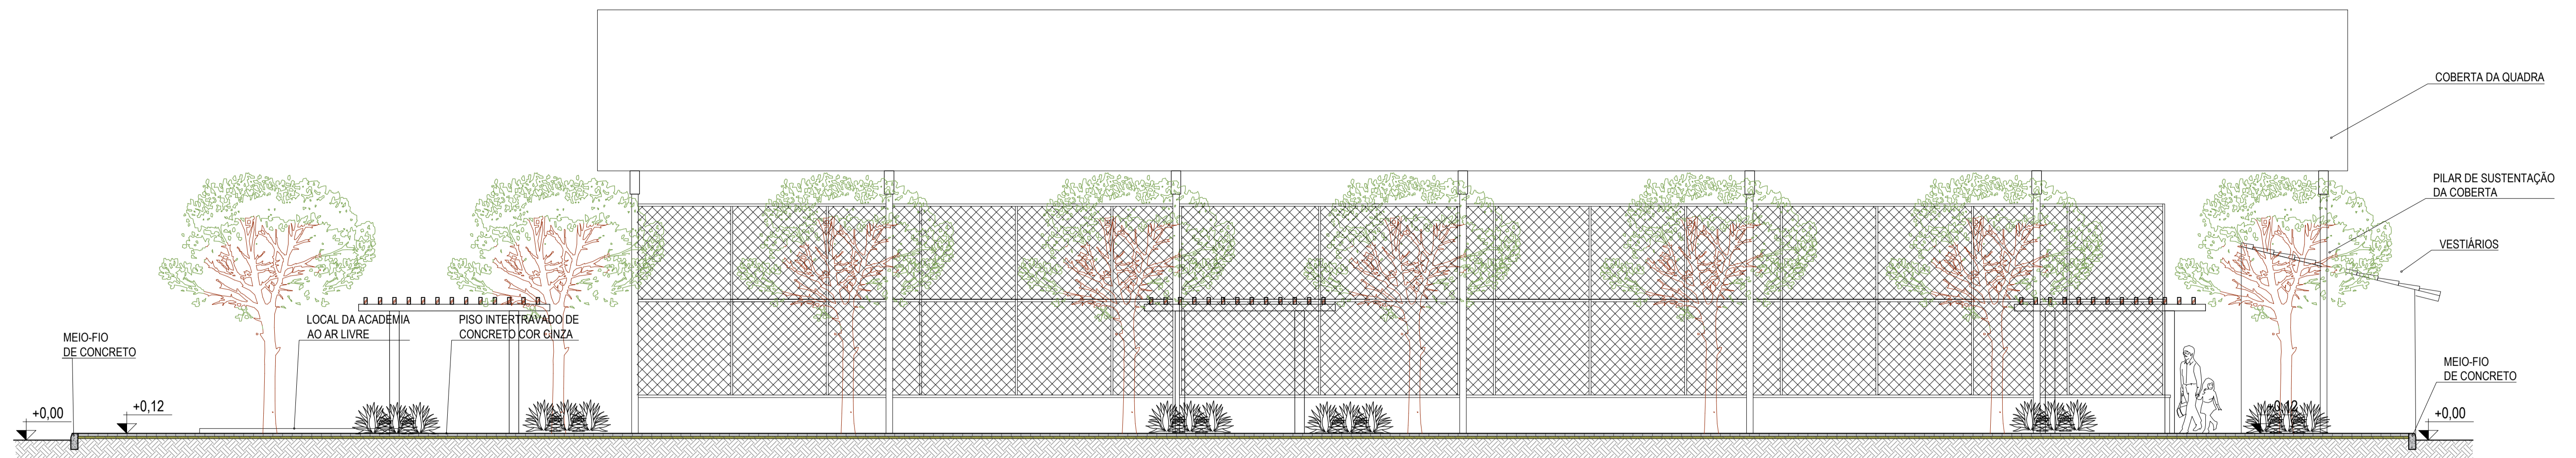 COBERTA DA QUADRA
PILAR DE SUSTENTAÇÃO
DA COBERTA
VESTIÁRIOS
LOCAL DA ACADEMIA
AO AR LIVRE
PISO INTERTRAVADO DE
CONCRETO COR CINZA
MEIO-FIO
DE CONCRETO
MEIO-FIO
DE CONCRETO
+0,00
+0,12
+0,12
+0,00